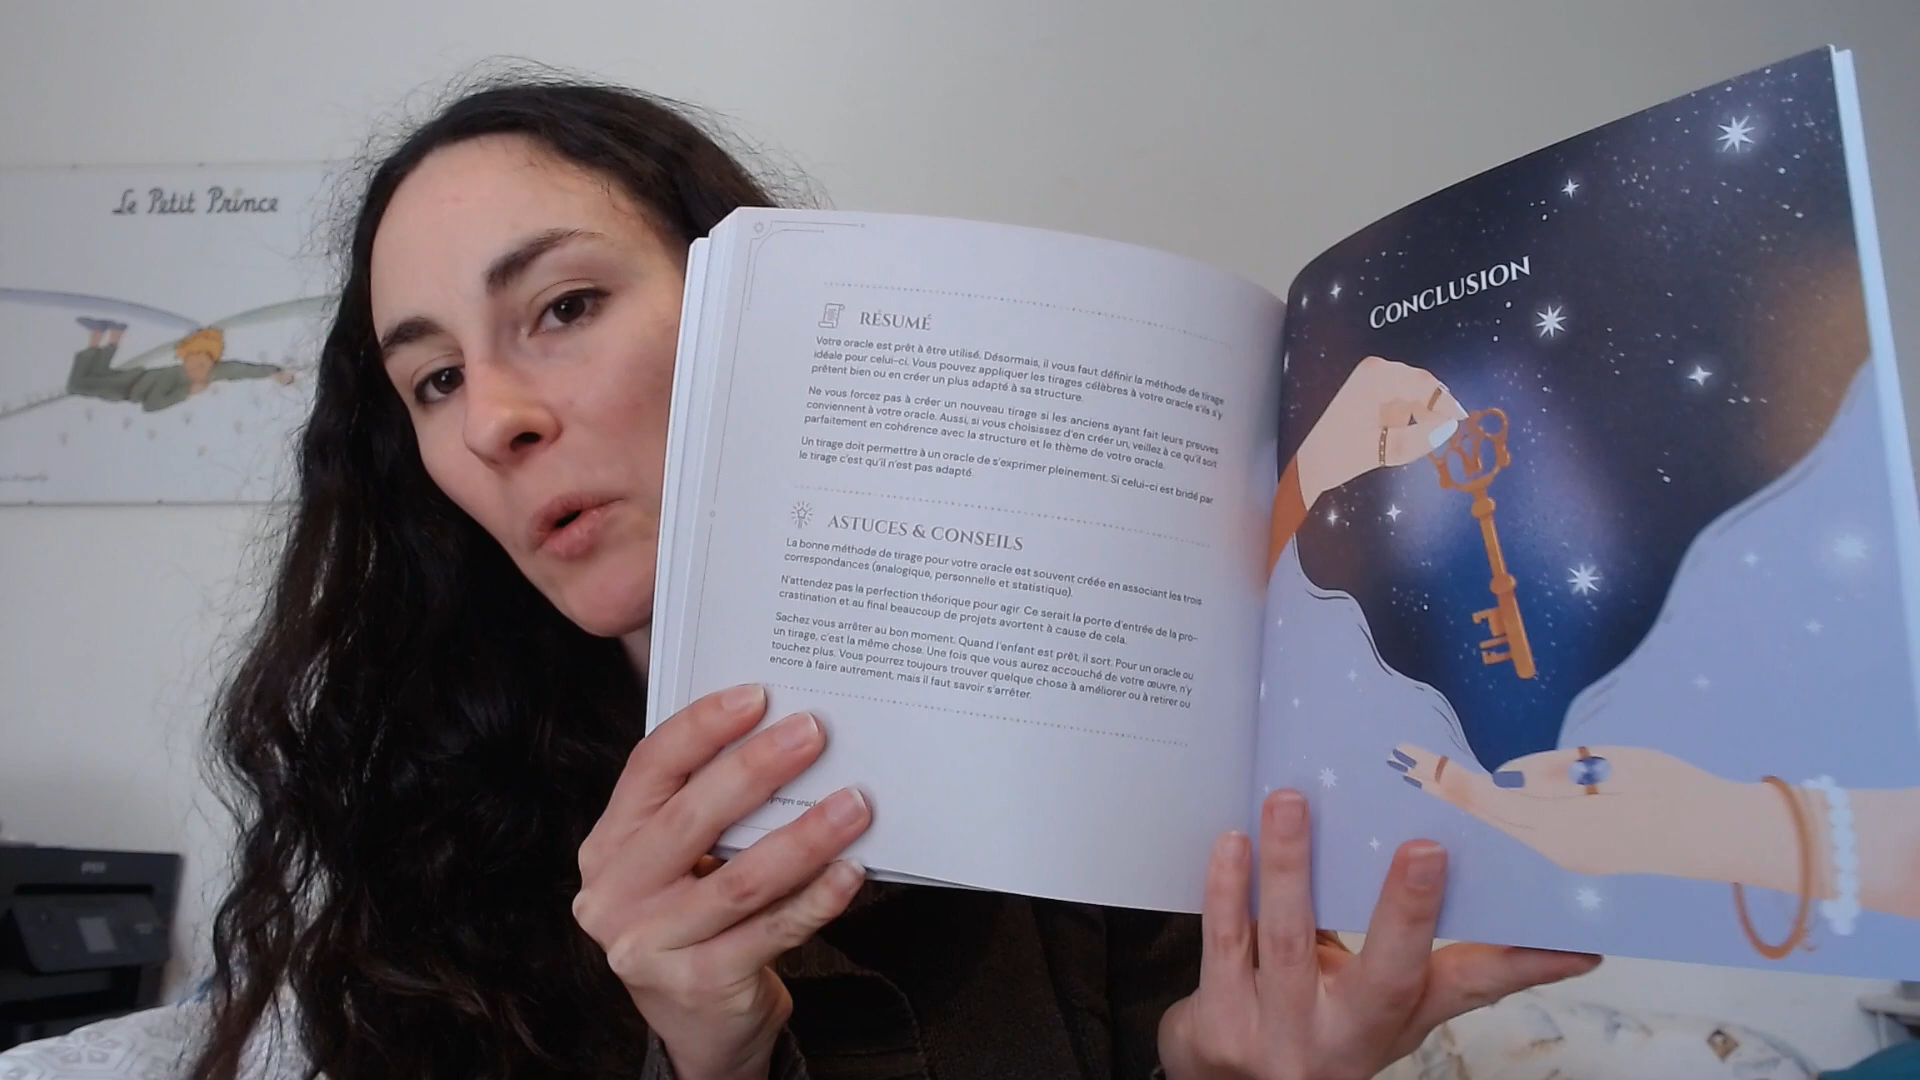 Le Petit Prince
RÉSUMÉ
Votre oracle est prêt à être utilisé. Désormais, il vous faut définir la méthode de tirage
idéale pour celui-ci. Vous pouvez appliquer les tirages célèbres à votre oracle s'ils s'y
prêtent bien ou en créer un plus adapté à sa structure.
Ne vous forcez pas à créer un nouveau tirage si les anciens ayant fait leurs preuves
conviennent à votre oracle. Aussi, si vous choisissez d'en créer un, veillez à ce qu'il soit
parfaitement en cohérence avec la structure et le thème de votre oracle.
Un tirage doit permettre à un oracle de s'exprimer pleinement. Si celui-ci est bridé par
le tirage c'est qu'il n'est pas adapté.
ASTUCES & CONSEILS
La bonne méthode de tirage pour votre oracle est souvent créée en associant les trois
correspondances (analogique, personnelle et statistique).
N'attendez pas la perfection théorique pour agir. Ce serait la porte d'entrée de la pro-
crastination et au final beaucoup de projets avortent à cause de cela.
Sachez vous arrêter au bon moment. Quand l'enfant est prêt, il sort. Pour un oracle ou
un tirage, c'est la même chose. Une fois que vous aurez accouché de votre œuvre, n'y
touchez plus. Vous pourrez toujours trouver quelque chose à améliorer ou à retirer ou
encore à faire autrement, mais il faut savoir s'arrêter.
propre
CONCLUSION